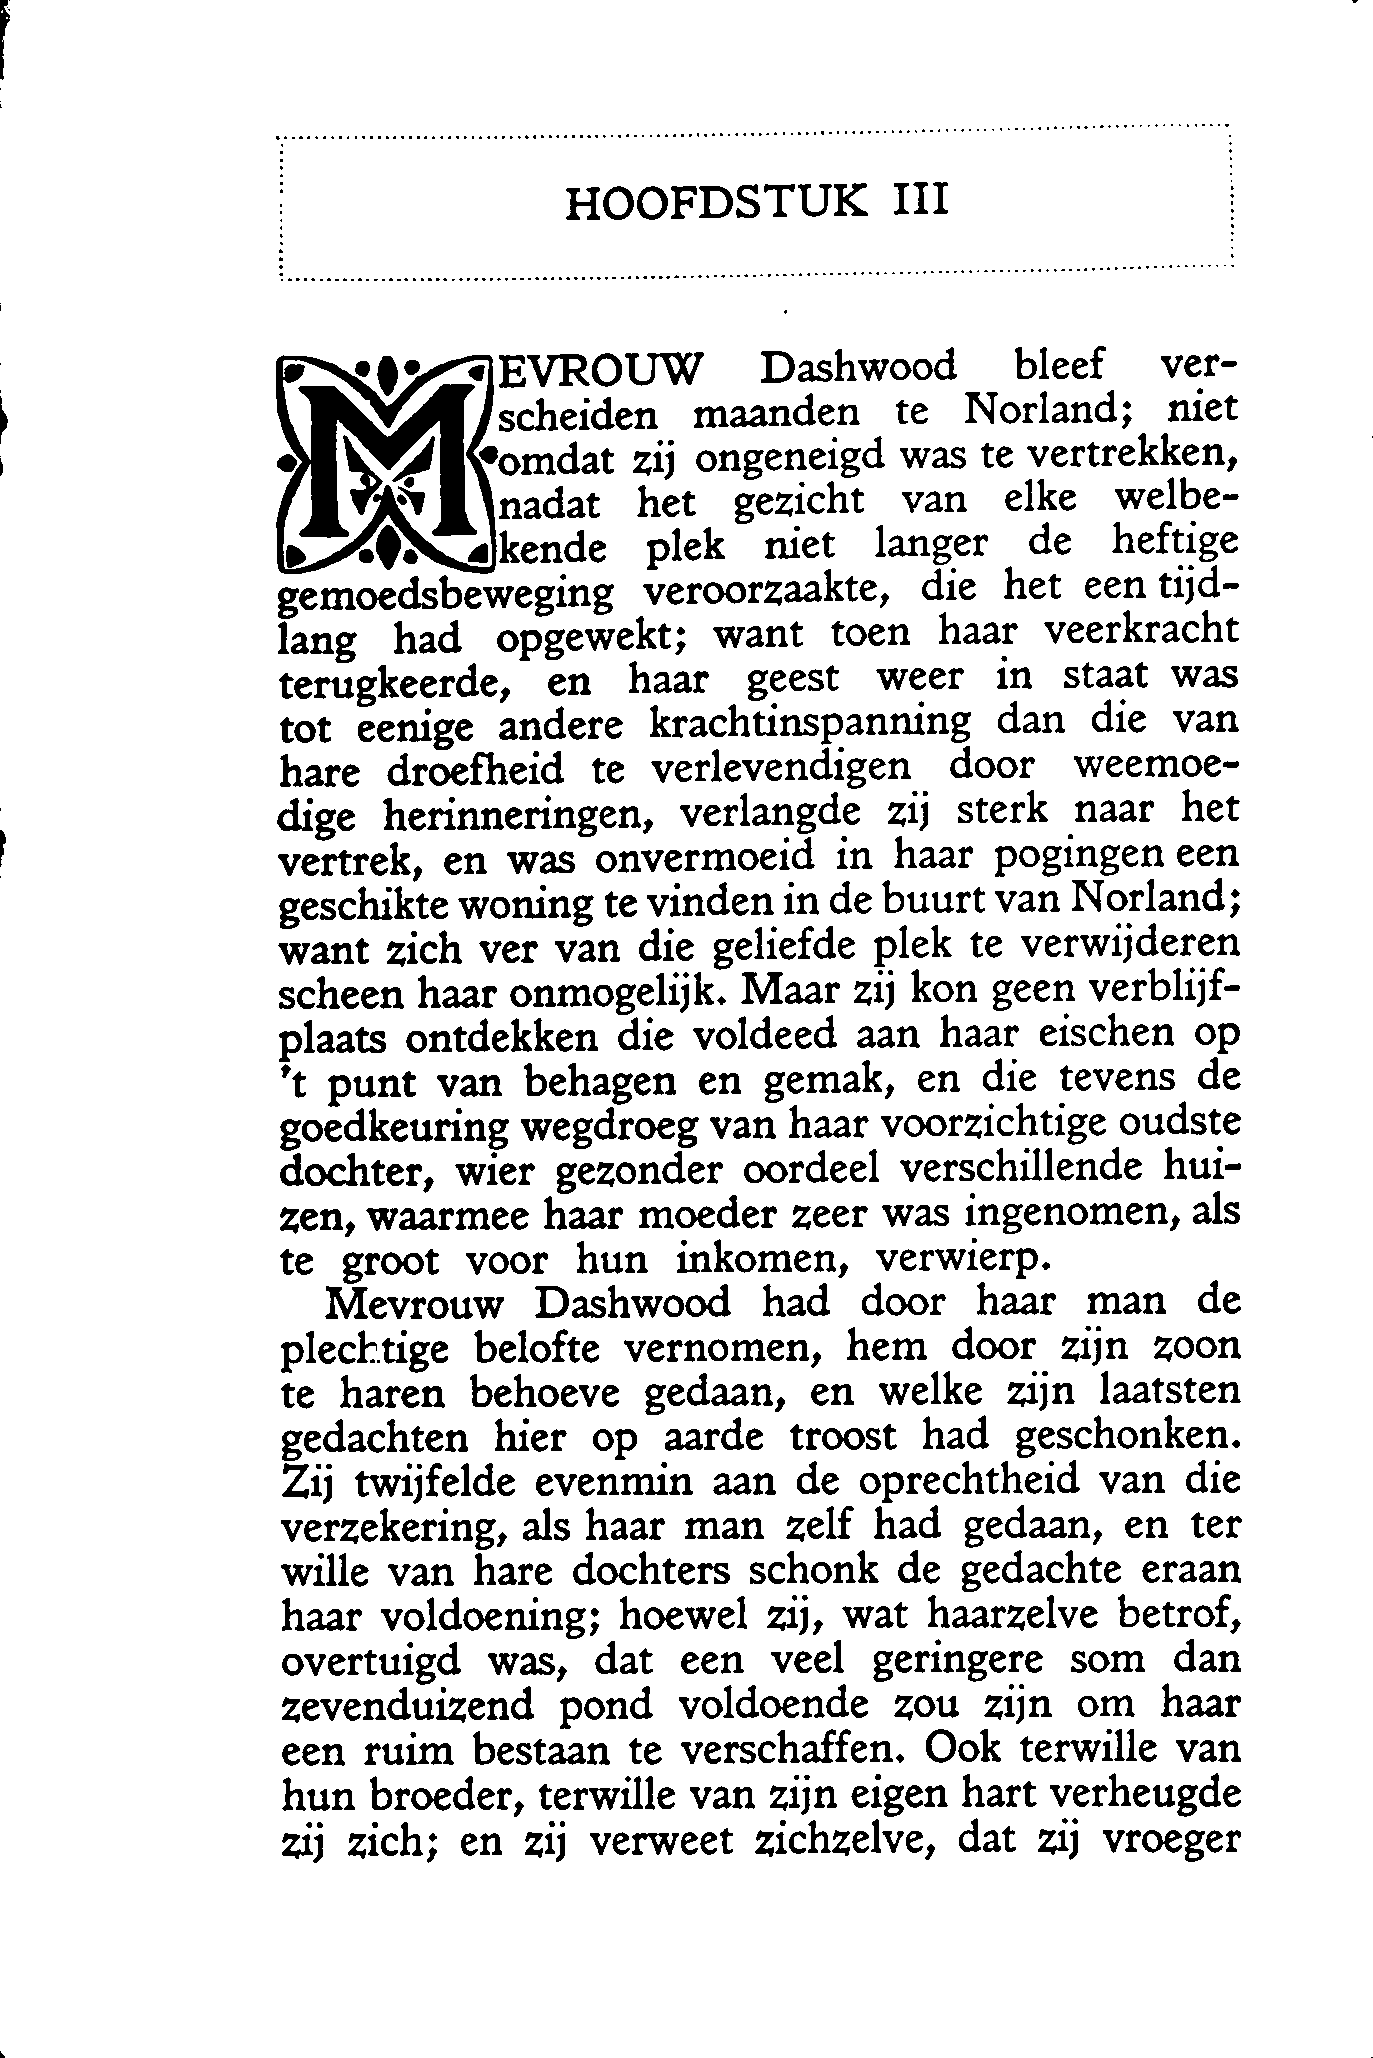 HOOFDSTUK III
MEVROUW Dashwood bleef ver-
scheiden maanden te Norland; niet
omdat zij ongeneigd was te vertrekken,
nadat het gezicht van elke welbe-
kende plek niet langer de heftige
gemoedsbeweging veroorzaakte, die het een tijd-
lang had opgewekt; want toen haar veerkracht
terugkeerde, en haar geest weer in staat was
tot eenige andere krachtinspanning dan die van
hare droefheid te verlevendigen door weemoe-
dige herinneringen, verlangde zij sterk naar het
vertrek, en was onvermoeid in haar pogingen een
geschikte woning te vinden in de buurt van Norland;
want zich ver van die geliefde plek te verwijderen
scheen haar onmogelijk. Maar zij kon geen verblijf-
plaats ontdekken die voldeed aan haar eischen op
't punt van behagen en gemak, en die tevens de
goedkeuring wegdroeg van haar voorzichtige oudste
dochter, wier gezonder oordeel verschillende hui-
zen, waarmee haar moeder zeer was ingenomen, als
te groot voor hun inkomen, verwierp.
Mevrouw Dashwood had door haar man de
plechtige belofte vernomen, hem door zijn zoon
te haren behoeve gedaan, en welke zijn laatsten
gedachten hier op aarde troost had geschonken.
Zij twijfelde evenmin aan de oprechtheid van die
verzekering, als haar man zelf had gedaan, en ter
wille van hare dochters schonk de gedachte eraan
haar voldoening; hoewel zij, wat haarzelve betrof,
overtuigd was, dat een veel geringere som dan
zevenduizend pond voldoende zou zijn om haar
een ruim bestaan te verschaffen. Ook terwille van
hun broeder, terwille van zijn eigen hart verheugde
zij zich; en zij verweet zichzelve, dat zij vroeger